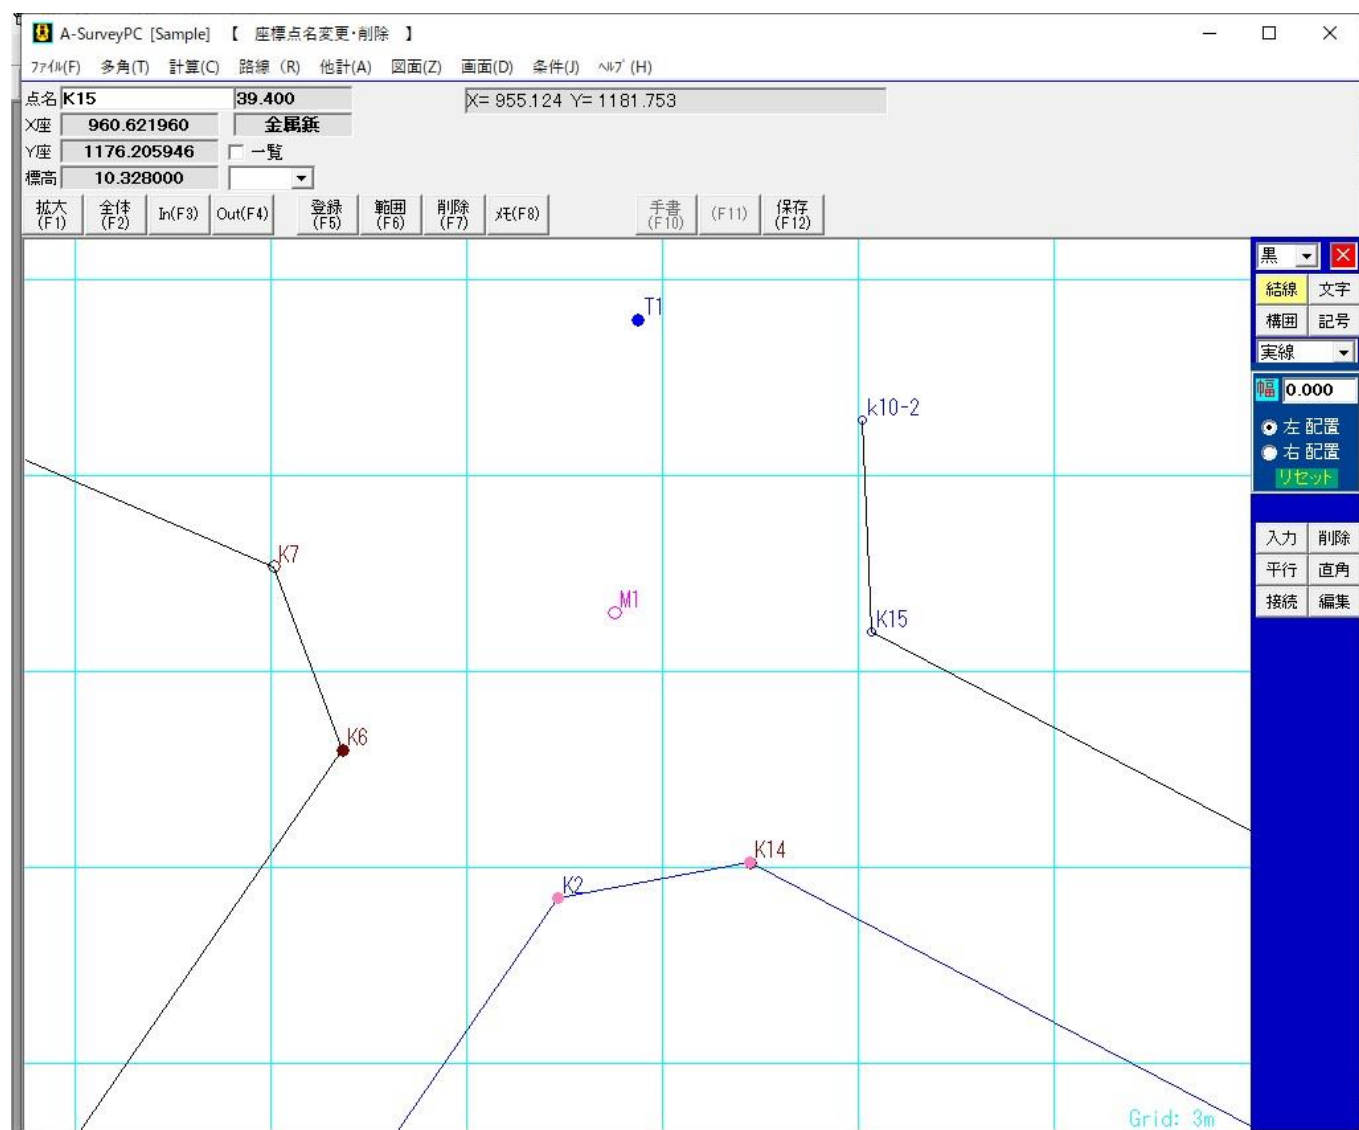 A-SurveyPC [Sample] 【 座標点名変更・削除 】
ﾌｧｲﾙ(F) 多角(T) 計算(C) 路線 (R) 他計(A) 図面(Z) 画面(D) 条件(J) ﾍﾙﾌﾟ(H)
点名 K15 39.400 X= 955.124 Y= 1181.753
X座 960.621960 金属鋲
Y座 1176.205946 一覧
標高 10.328000
拡大(F1) 全体(F2) In(F3) Out(F4) 登録(F5) 範囲(F6) 削除(F7) ﾒﾓ(F8) 手書(F10) (F11) 保存(F12)
黒
結線 文字
構囲 記号
実線
幅 0.000
左配置
右配置
リセット
入力 削除
平行 直角
接続 編集
T1
k10-2
K7
M1
K15
K6
K14
K2
Grid: 3m